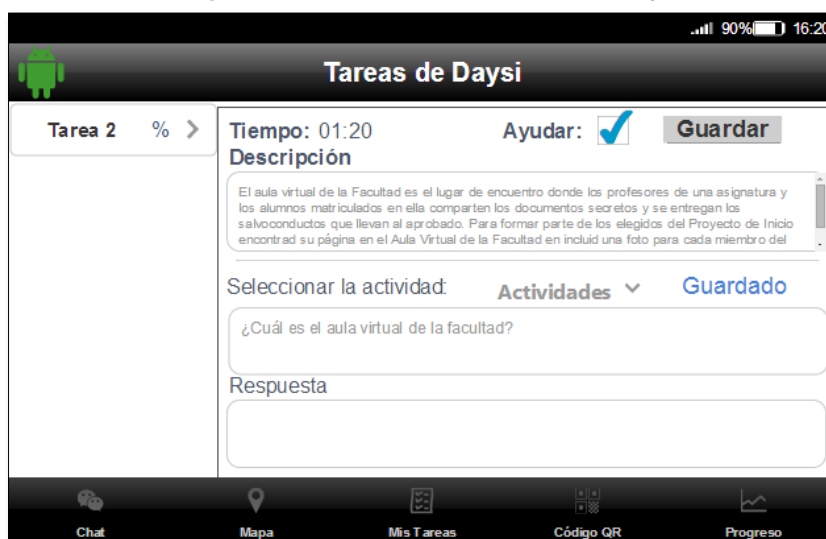 90% 16:20
Tareas de Daysi
Tarea 2 %
Tiempo: 01:20 Ayudar: Guardar
Descripción
El aula virtual de la Facultad es el lugar de encuentro donde los profesores de una asignatura y
los alumnos matriculados en ella comparten los documentos secretos y se entregan los
salvoconductos que llevan al aprobado. Para formar parte de los elegidos del Proyecto de Inicio
encontrad su página en el Aula Virtual de la Facultad en incluid una foto para cada miembro del
Seleccionar la actividad: Actividades Guardado
¿Cuál es el aula virtual de la facultad?
Respuesta
Chat Mapa Mis Tareas Código QR Progreso